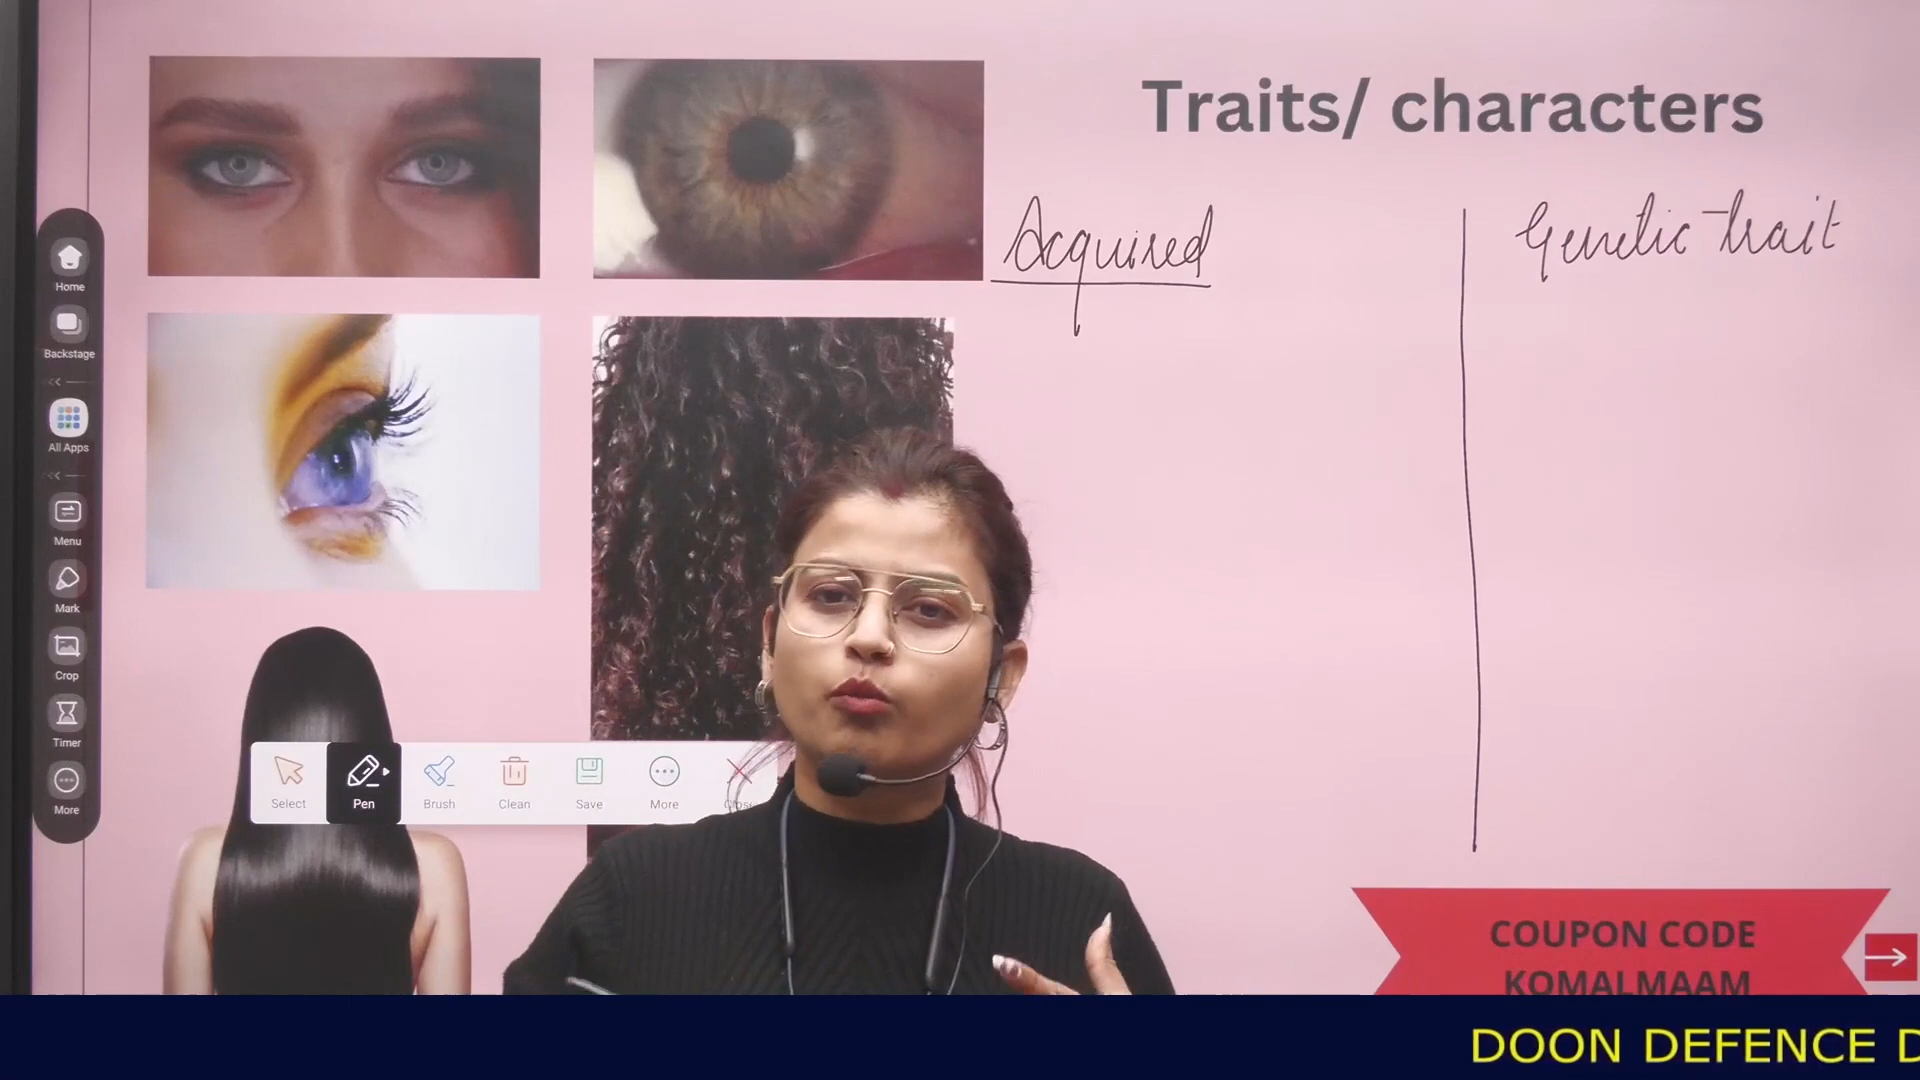 Traits/ characters
Acquired
Genetic trait
Home
Backstage
All Apps
Menu
Mark
Crop
Timer
More
Select
Pen
Brush
Clean
Save
More
COUPON CODE
KOMALMAAM
DOON DEFENCE